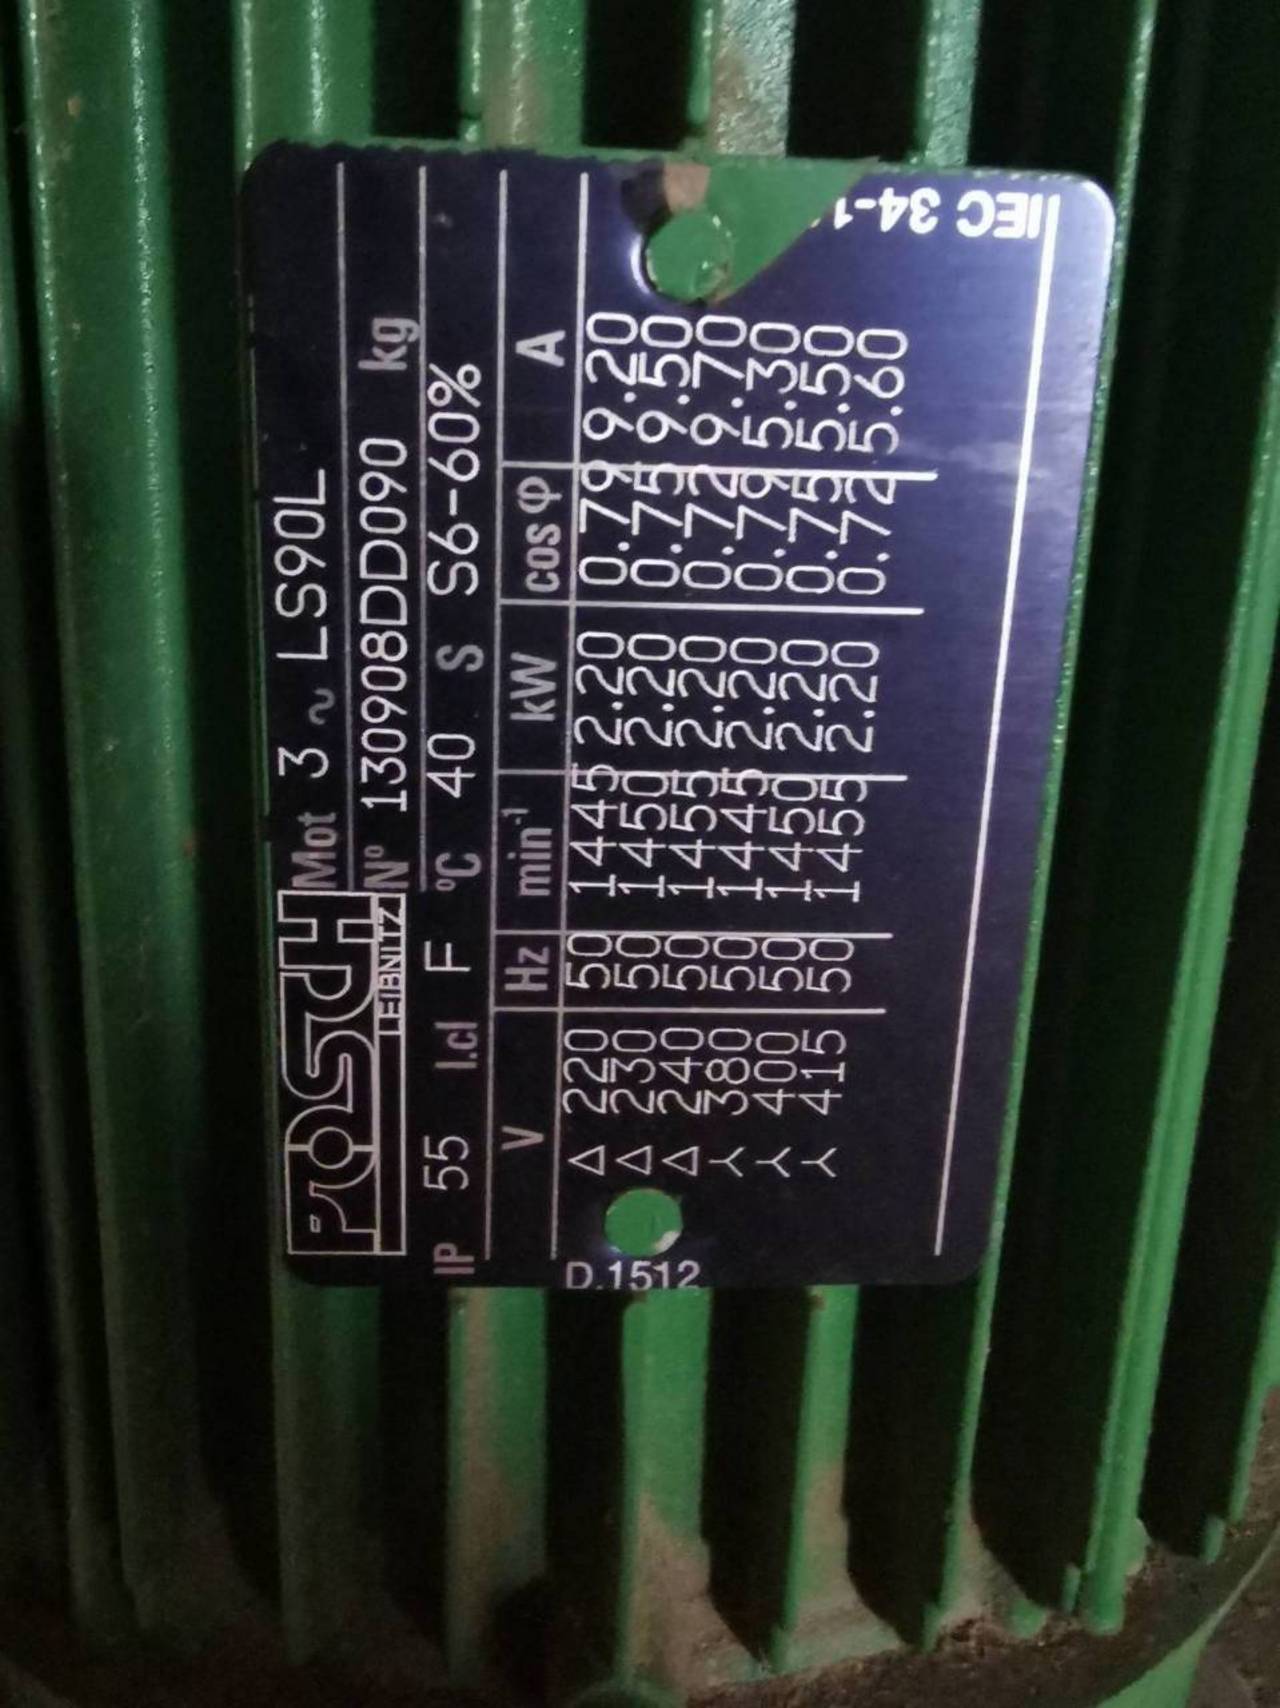 POSCH
LEIBNITZ
Mot 3 ~ LS90L
N° 130908DD090 kg
IP 55 I.cl F °C 40 S S6-60%
V Hz min-1 kW cos φ A
Δ 220 50 1445 2.20 0.79 9.20
Δ 230 50 1450 2.20 0.75 9.50
Δ 240 50 1455 2.20 0.72 9.70
Y 380 50 1445 2.20 0.79 5.30
Y 400 50 1450 2.20 0.75 5.50
Y 415 50 1455 2.20 0.72 5.60
D.1512
IEC